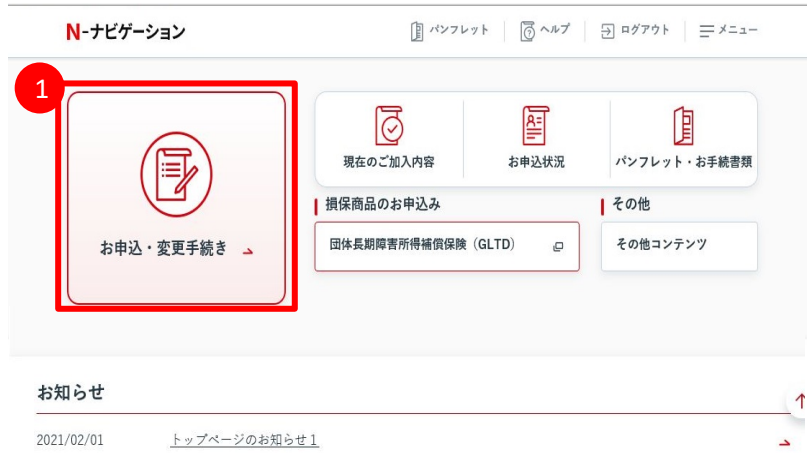 N-ナビゲーション
パンフレット
ヘルプ
ログアウト
メニュー
1
お申込・変更手続き
現在のご加入内容
お申込状況
パンフレット・お手続書類
損保商品のお申込み
その他
団体長期障害所得補償保険（GLTD）
その他コンテンツ
お知らせ
2021/02/01 トップページのお知らせ1